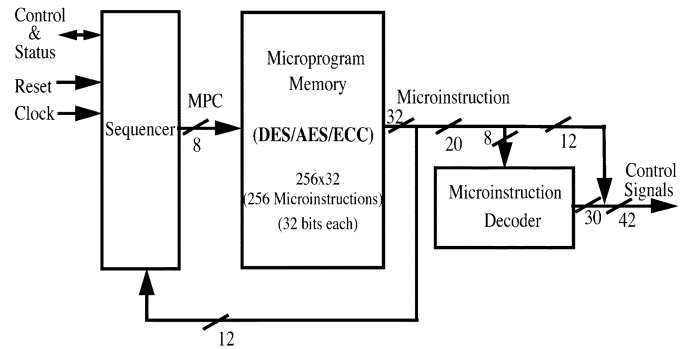 Control
&
Status
Reset
Clock
Sequencer
MPC
8
Microprogram
Memory
(DES/AES/ECC)
256x32
(256 Microinstructions)
(32 bits each)
Microinstruction
32
20
8
12
Microinstruction
Decoder
Control
Signals
30
42
12